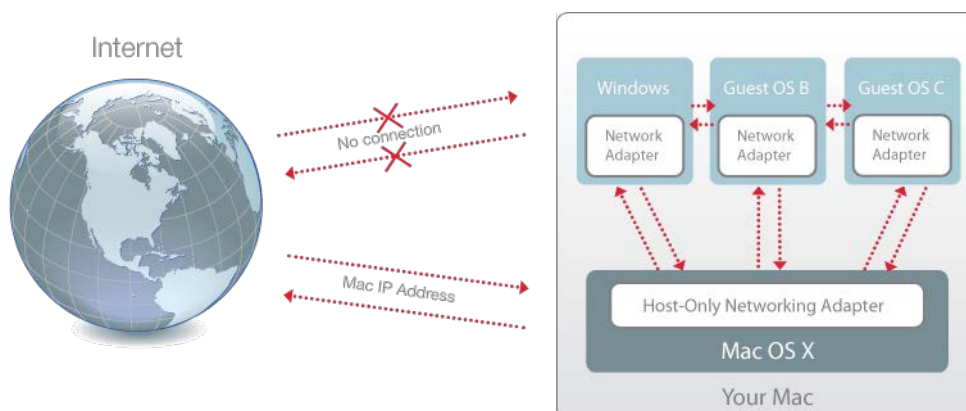 Internet
No connection
Mac IP Address
Windows
Guest OS B
Guest OS C
Network
Adapter
Network
Adapter
Network
Adapter
Host-Only Networking Adapter
Mac OS X
Your Mac